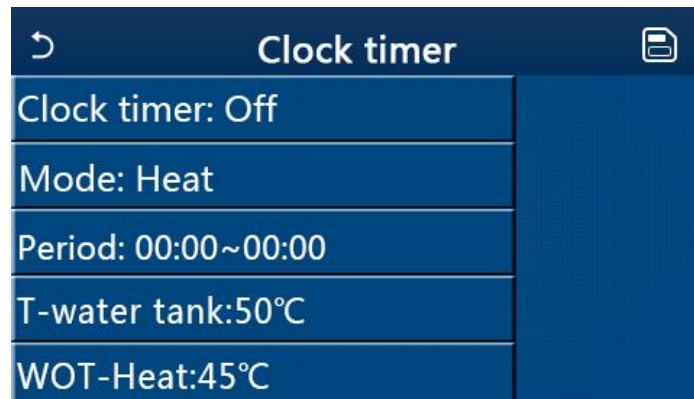 Clock timer
Clock timer: Off
Mode: Heat
Period: 00:00~00:00
T-water tank:50℃
WOT-Heat:45℃